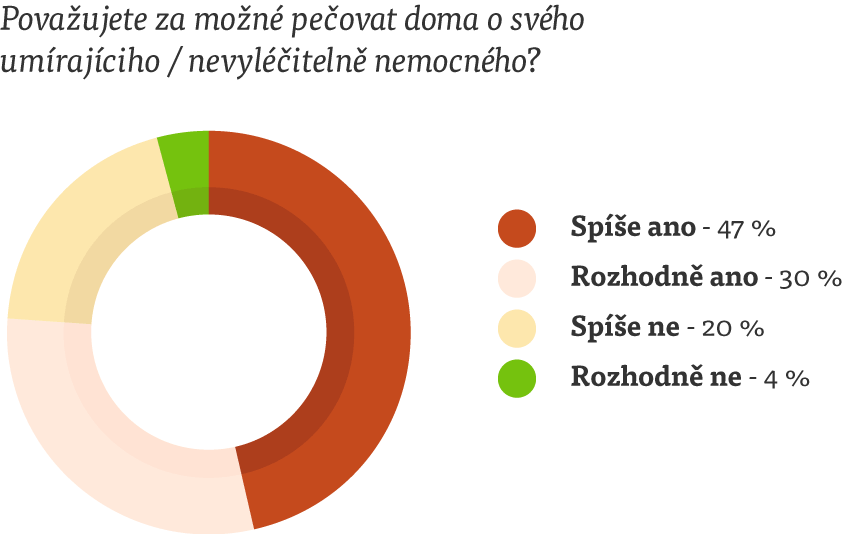 Považujete za možné pečovat doma o svého
umírajíciho / nevyléčitelně nemocného?
Spíše ano - 47 %
Rozhodně ano - 30 %
Spíše ne - 20 %
Rozhodně ne - 4 %